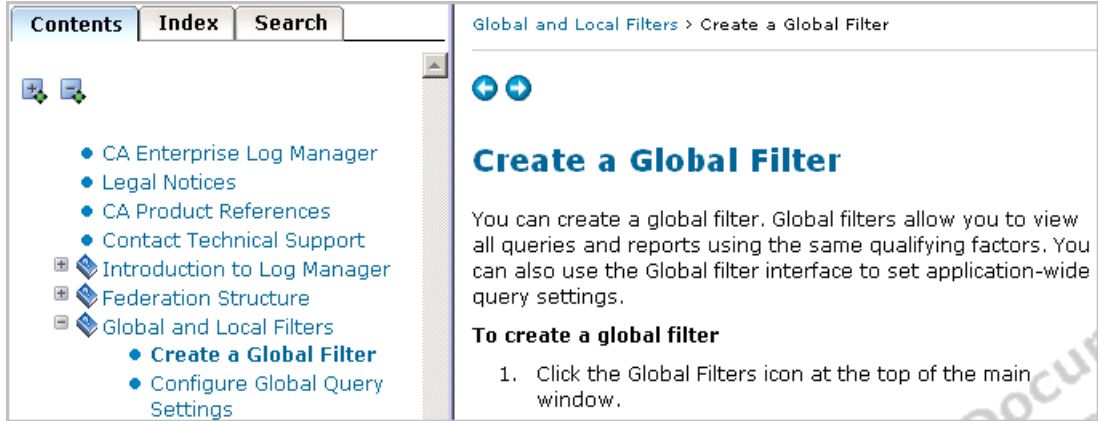 Contents Index Search
CA Enterprise Log Manager
Legal Notices
CA Product References
Contact Technical Support
Introduction to Log Manager
Federation Structure
Global and Local Filters
Create a Global Filter
Configure Global Query
Settings
Global and Local Filters > Create a Global Filter
Create a Global Filter
You can create a global filter. Global filters allow you to view
all queries and reports using the same qualifying factors. You
can also use the Global filter interface to set application-wide
query settings.
To create a global filter
1. Click the Global Filters icon at the top of the main
window.